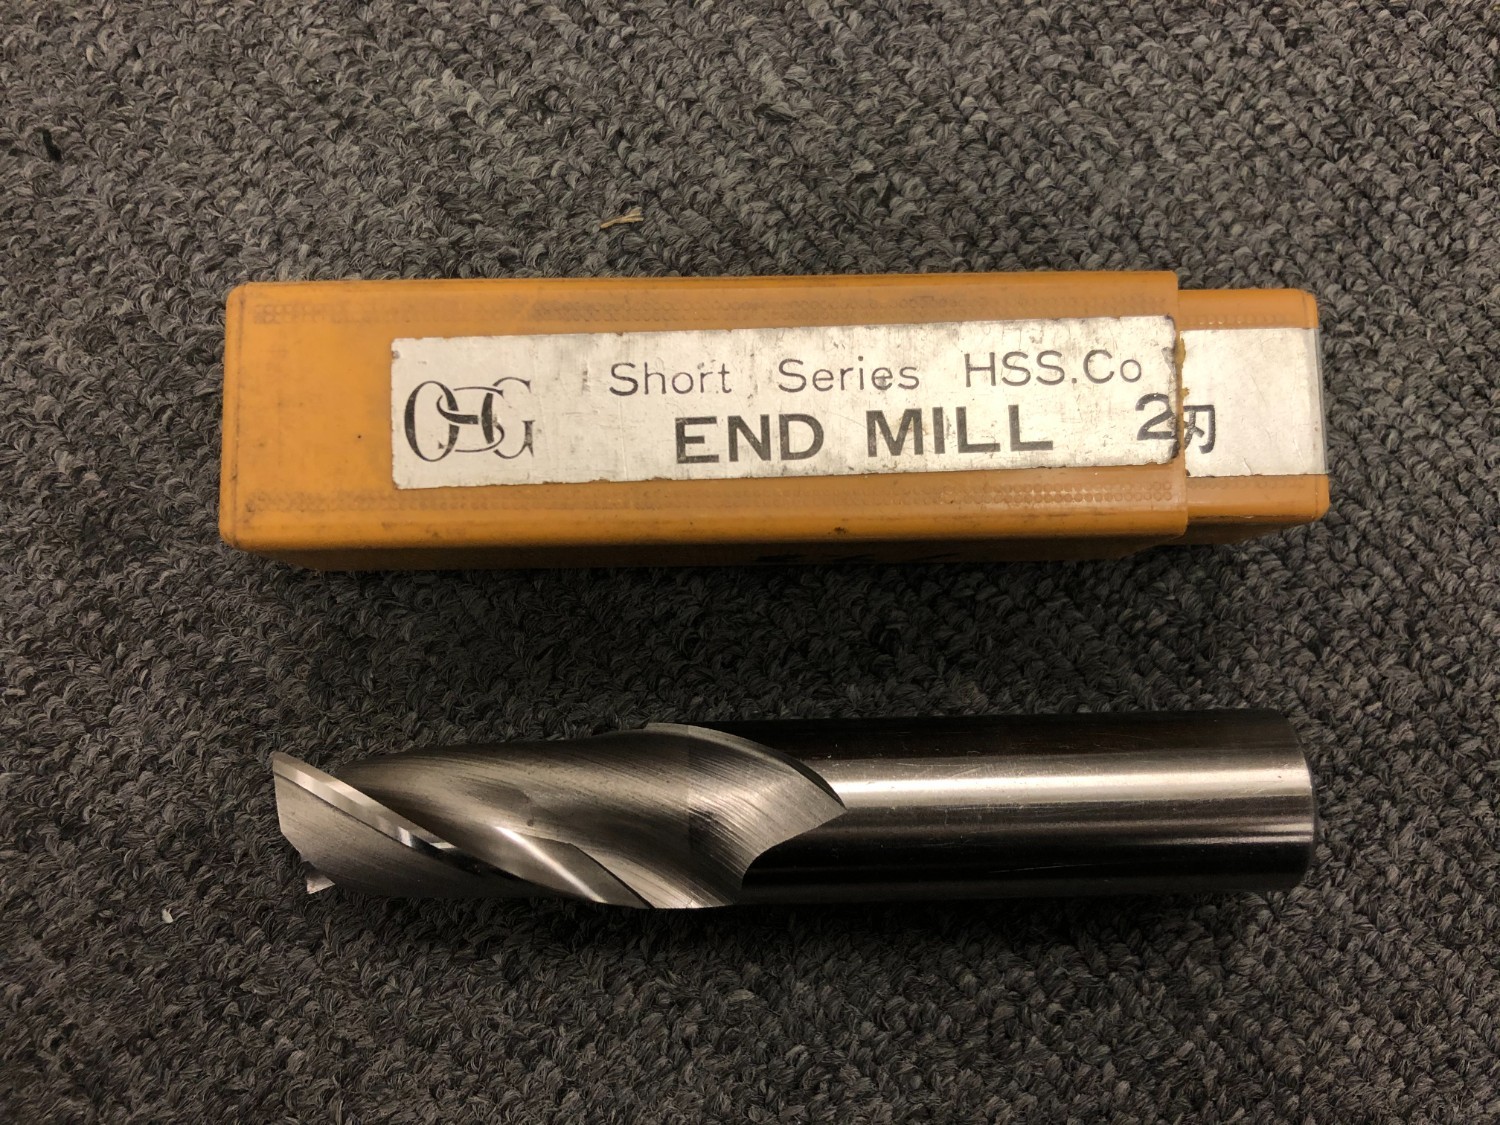 OSG
Short Series HSS.Co
END MILL 2刃